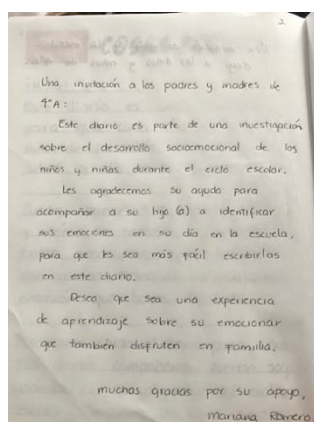 2
Una invitación a los padres y madres de
4°A:
Este diario es parte de una investigación
sobre el desarrollo socioemocional de los
niños y niñas durante el ciclo escolar.
Les agradecemos su ayuda para
acompañar a su hijo (a) a identificar
sus emociones en su día en la escuela,
para que les sea más fácil escribirlas
en este diario.
Deseo que sea una experiencia
de aprendizaje sobre su emocionar
que también disfruten en familia.
muchas gracias por su apoyo,
Mariana Romero